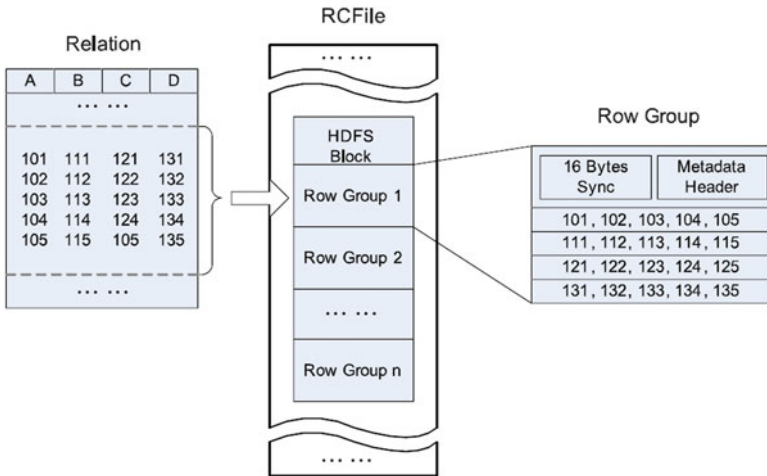 RCFile
Relation
A B C D
... ...
101 111 121 131
102 112 122 132
103 113 123 133
104 114 124 134
105 115 105 135
... ...
... ...
HDFS
Block
Row Group 1
Row Group 2
... ...
Row Group n
... ...
Row Group
16 Bytes
Sync
Metadata
Header
101, 102, 103, 104, 105
111, 112, 113, 114, 115
121, 122, 123, 124, 125
131, 132, 133, 134, 135